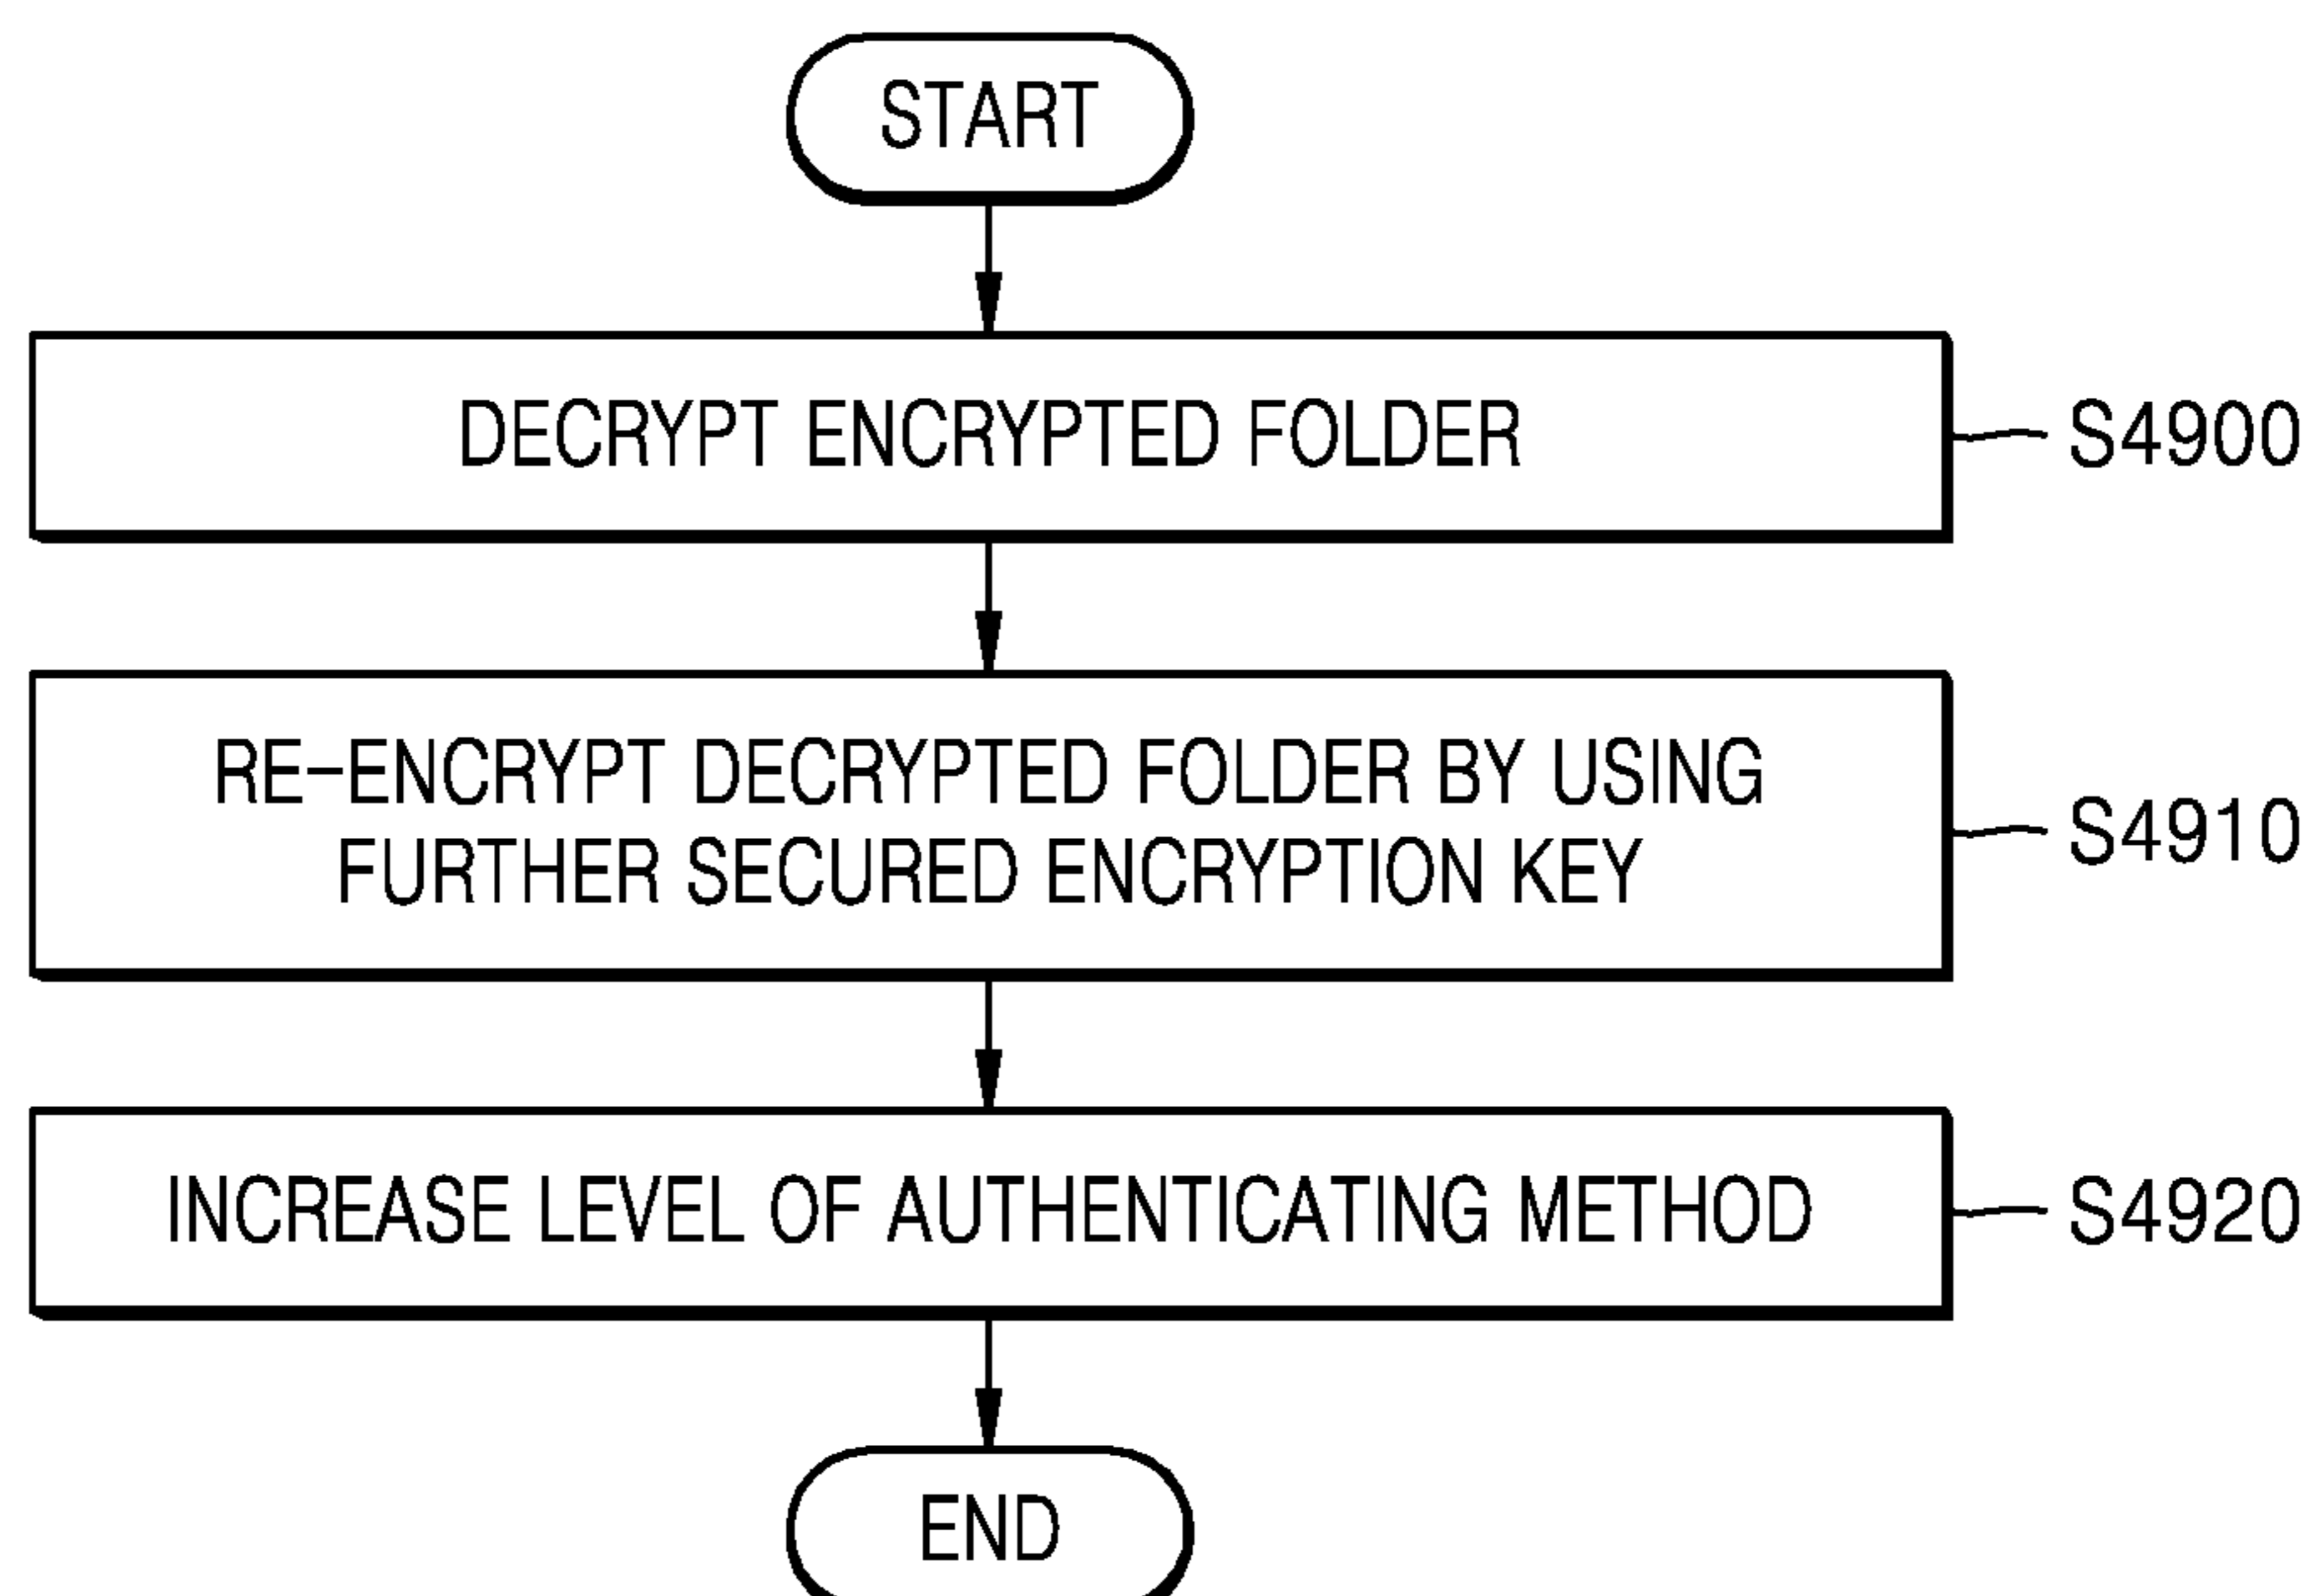 START
DECRYPT ENCRYPTED FOLDER
S4900
RE-ENCRYPT DECRYPTED FOLDER BY USING
FURTHER SECURED ENCRYPTION KEY
S4910
INCREASE LEVEL OF AUTHENTICATING METHOD
S4920
END